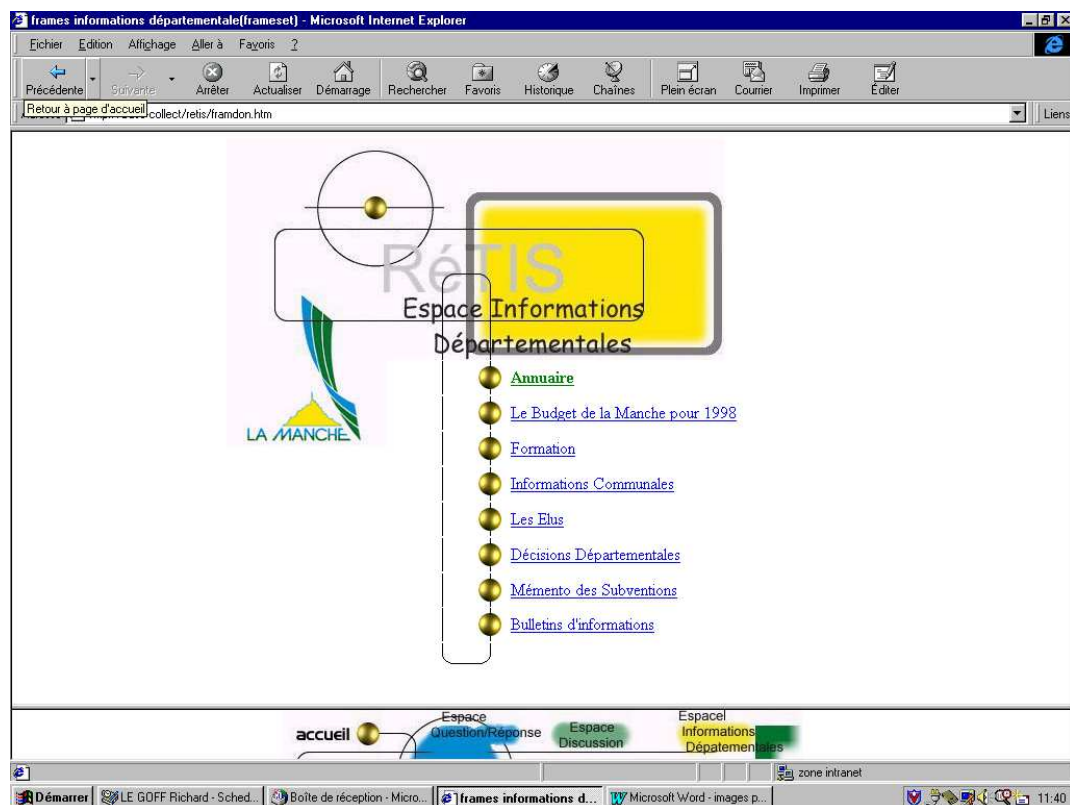 frames informations départementale(frameset) - Microsoft Internet Explorer
Fichier Edition Affichage Aller à Favoris ?
Précédente Suivante Arrêter Actualiser Démarrage Rechercher Favoris Historique Chaînes Plein écran Courrier Imprimer Éditer
Retour à page d'accueil
collect/retis/framdon.htm Liens
RéTIS
Espace Informations
Départementales
LA MANCHE
Annuaire
Le Budget de la Manche pour 1998
Formation
Informations Communales
Les Elus
Décisions Départementales
Mémento des Subventions
Bulletins d'informations
accueil
Espace
Question/Réponse
Espace
Discussion
Espacel
Informations
Dépatementales
zone intranet
Démarrer LE GOFF Richard - Sched... Boîte de réception - Micro... frames informations d... Microsoft Word - images p... 11:40